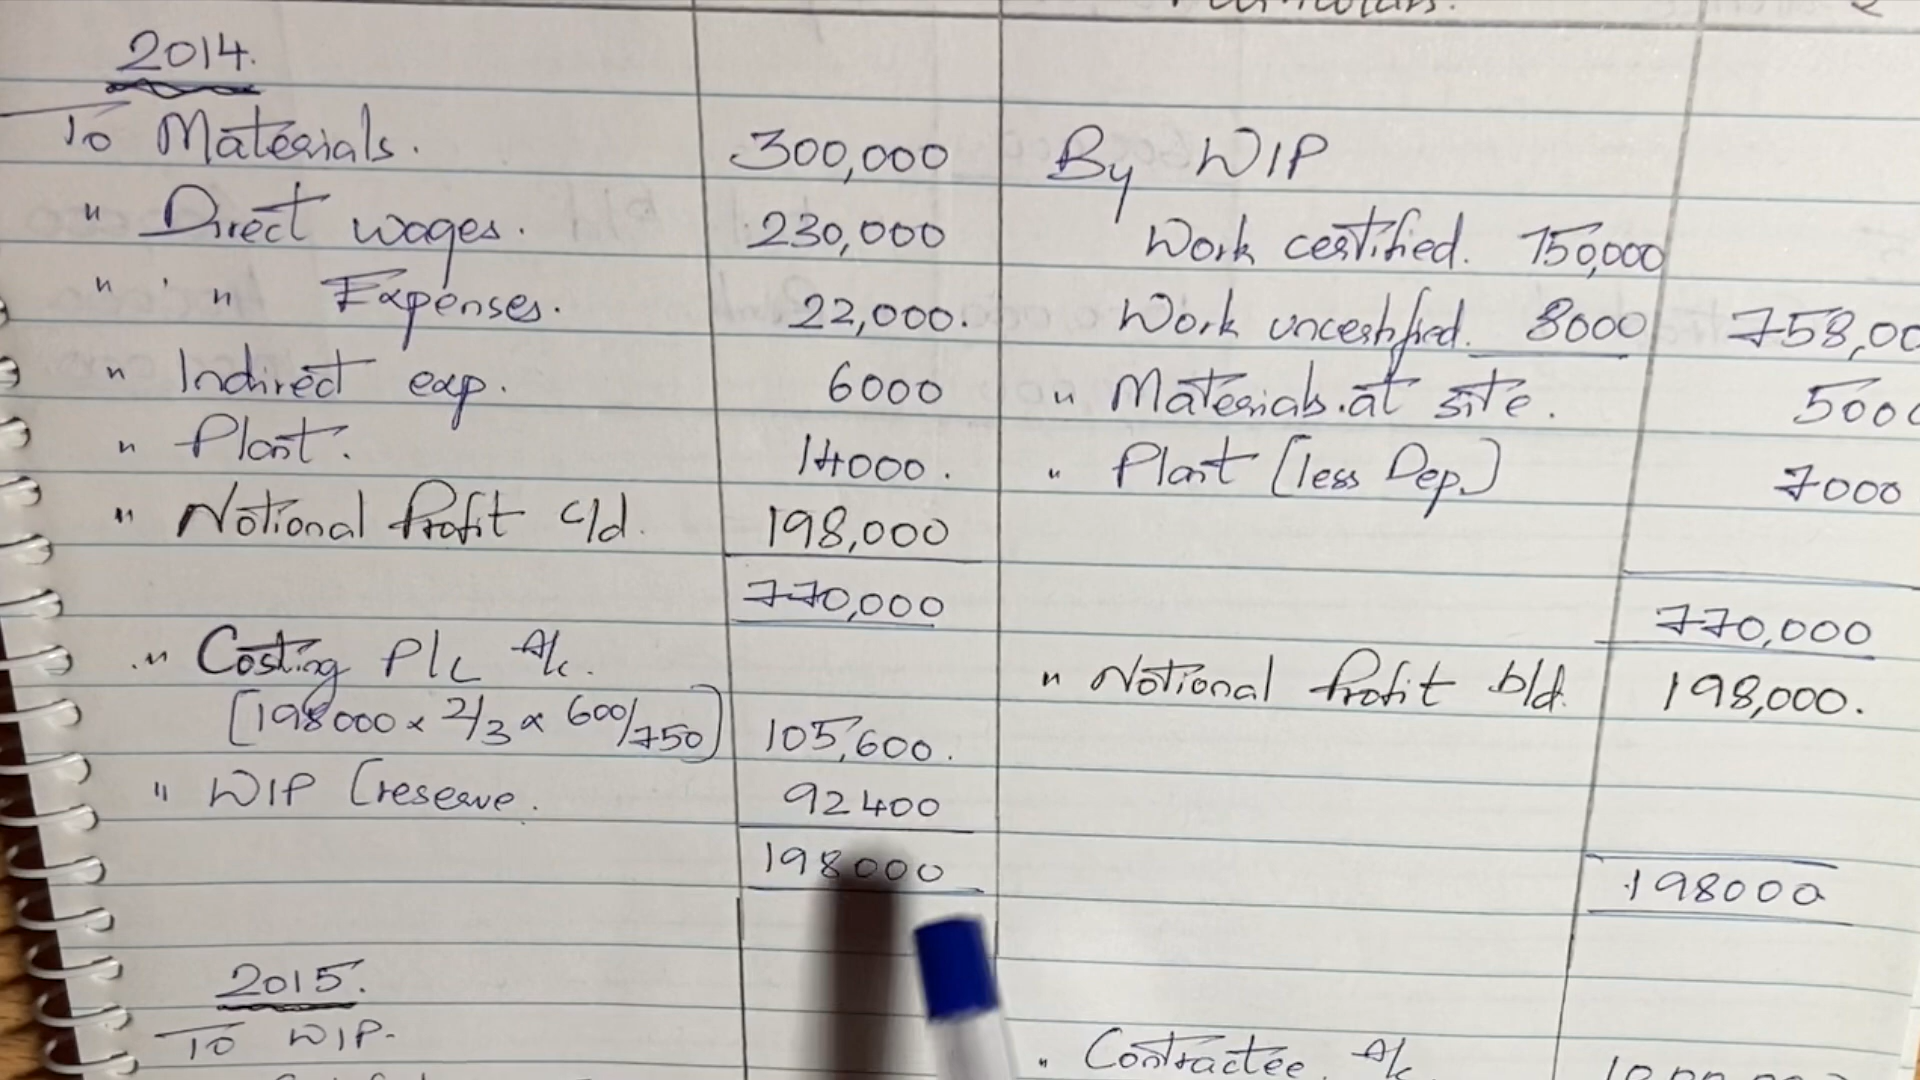 2014.
To Materials. 300,000 By WIP
" Direct wages. 230,000 Work certified. 750,000
" " Expenses. 22,000. Work uncertified. 8000 758,00
" Indirect exp. 6000 " Materials at site. 5000
" Plant. 14000. " Plant [less Dep.] 7000
" Notional Profit c/d. 198,000
770,000 770,000
" Costing P/L A/c. " Notional Profit b/d. 198,000.
[198000 x 2/3 x 600/750] 105,600.
" WIP (reserve. 92400
198000 198000
2015.
To WIP.
" Contractee A/c.